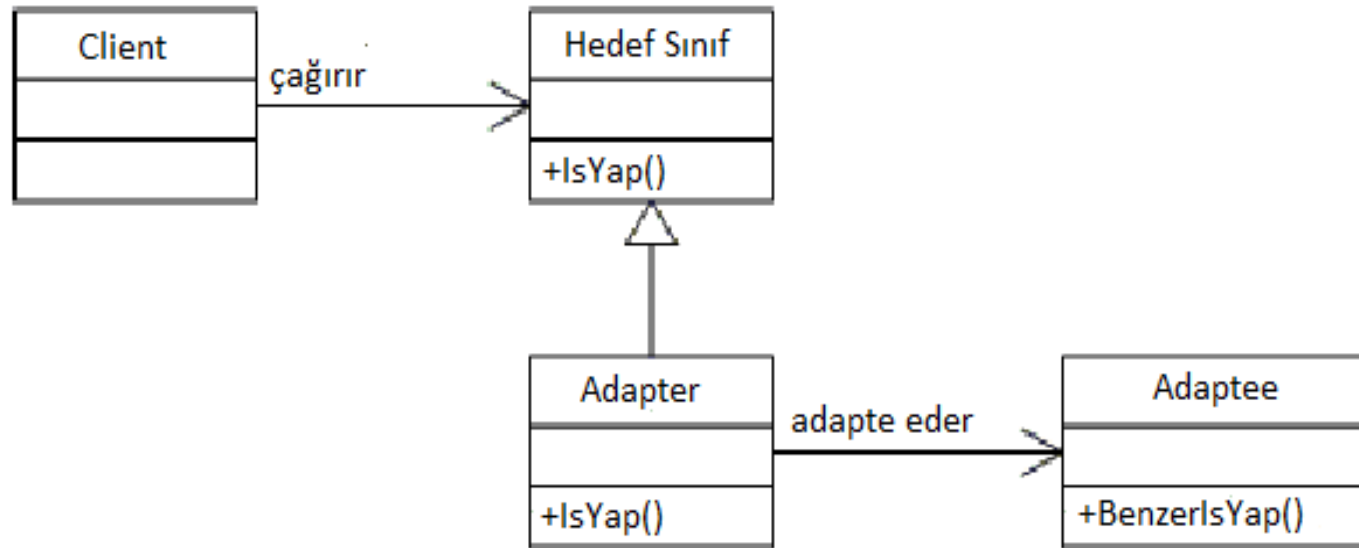 Client
çağırır
Hedef Sınıf
+IsYap()
Adapter
+IsYap()
adapte eder
Adaptee
+BenzerIsYap()